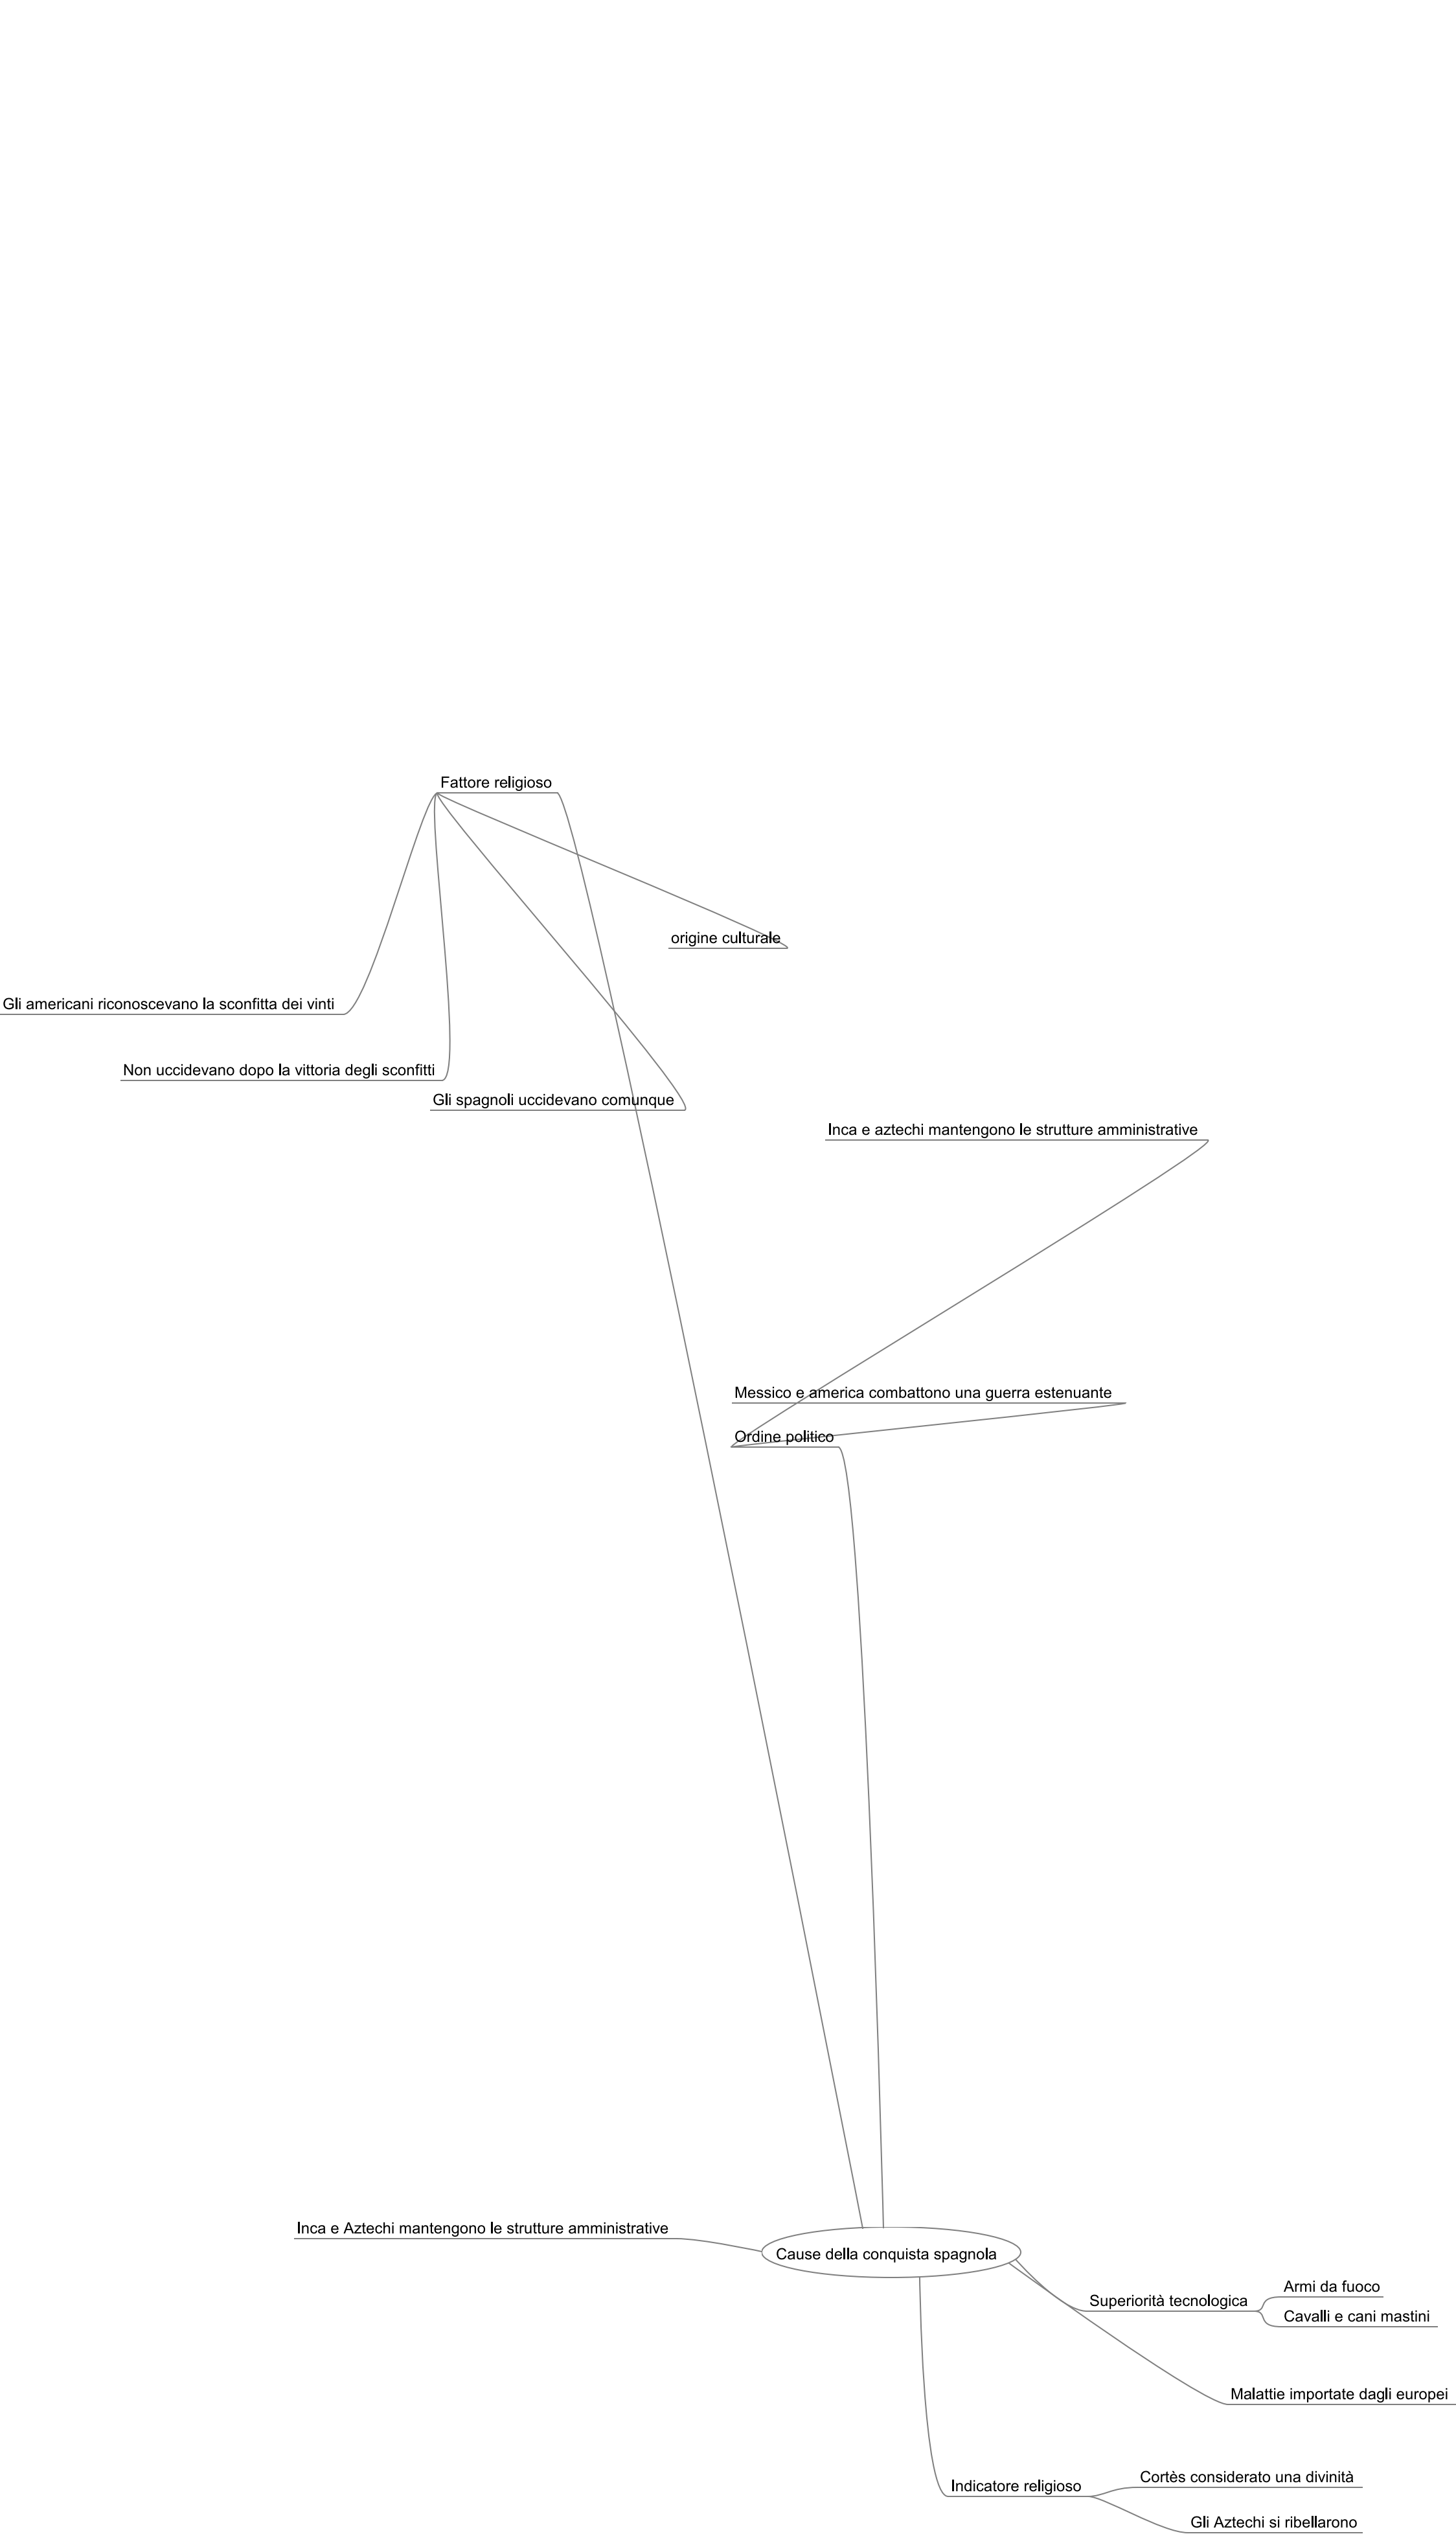 Fattore religioso
origine culturale
Gli americani riconoscevano la sconfitta dei vinti
Non uccidevano dopo la vittoria degli sconfitti
Gli spagnoli uccidevano comunque
Inca e aztechi mantengono le strutture amministrative
Messico e america combattono una guerra estenuante
Ordine politico
Inca e Aztechi mantengono le strutture amministrative
Cause della conquista spagnola
Armi da fuoco
Superiorità tecnologica
Cavalli e cani mastini
Malattie importate dagli europei
Cortès considerato una divinità
Indicatore religioso
Gli Aztechi si ribellarono